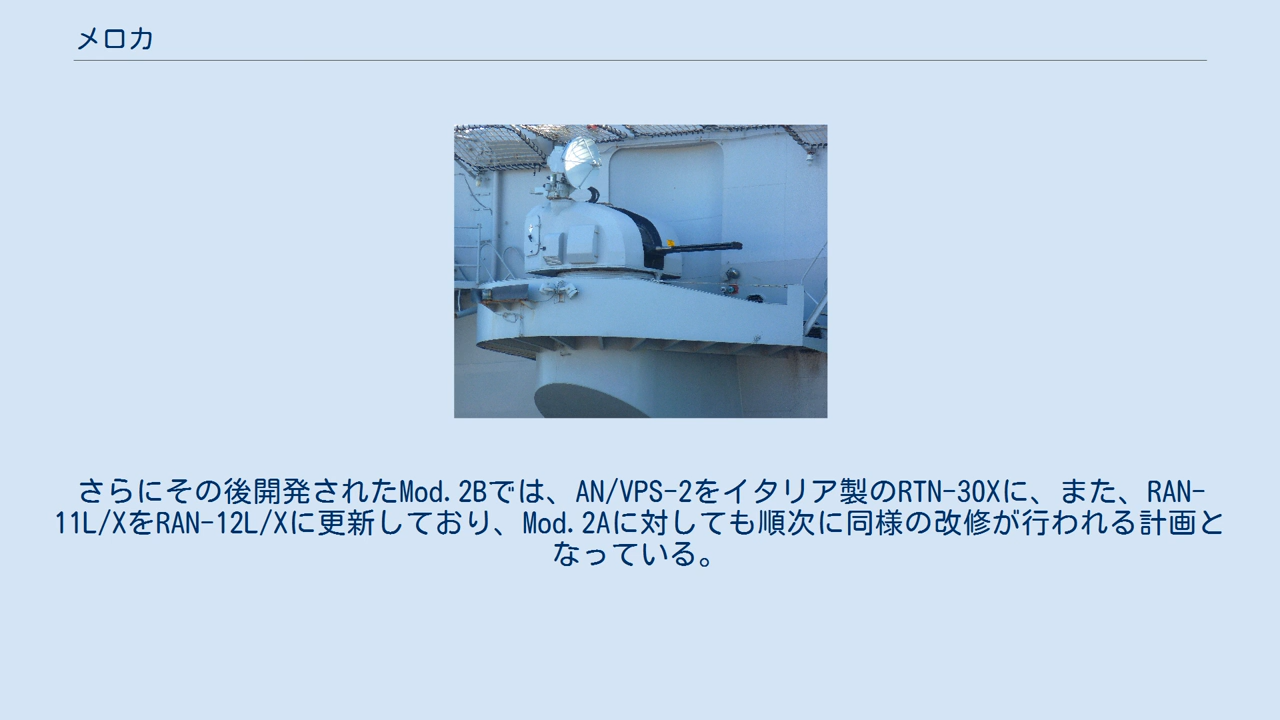 メロカ
さらにその後開発されたMod.2Bでは、AN/VPS-2をイタリア製のRTN-30Xに、また、RAN-
11L/XをRAN-12L/Xに更新しており、Mod.2Aに対しても順次に同様の改修が行われる計画と
なっている。